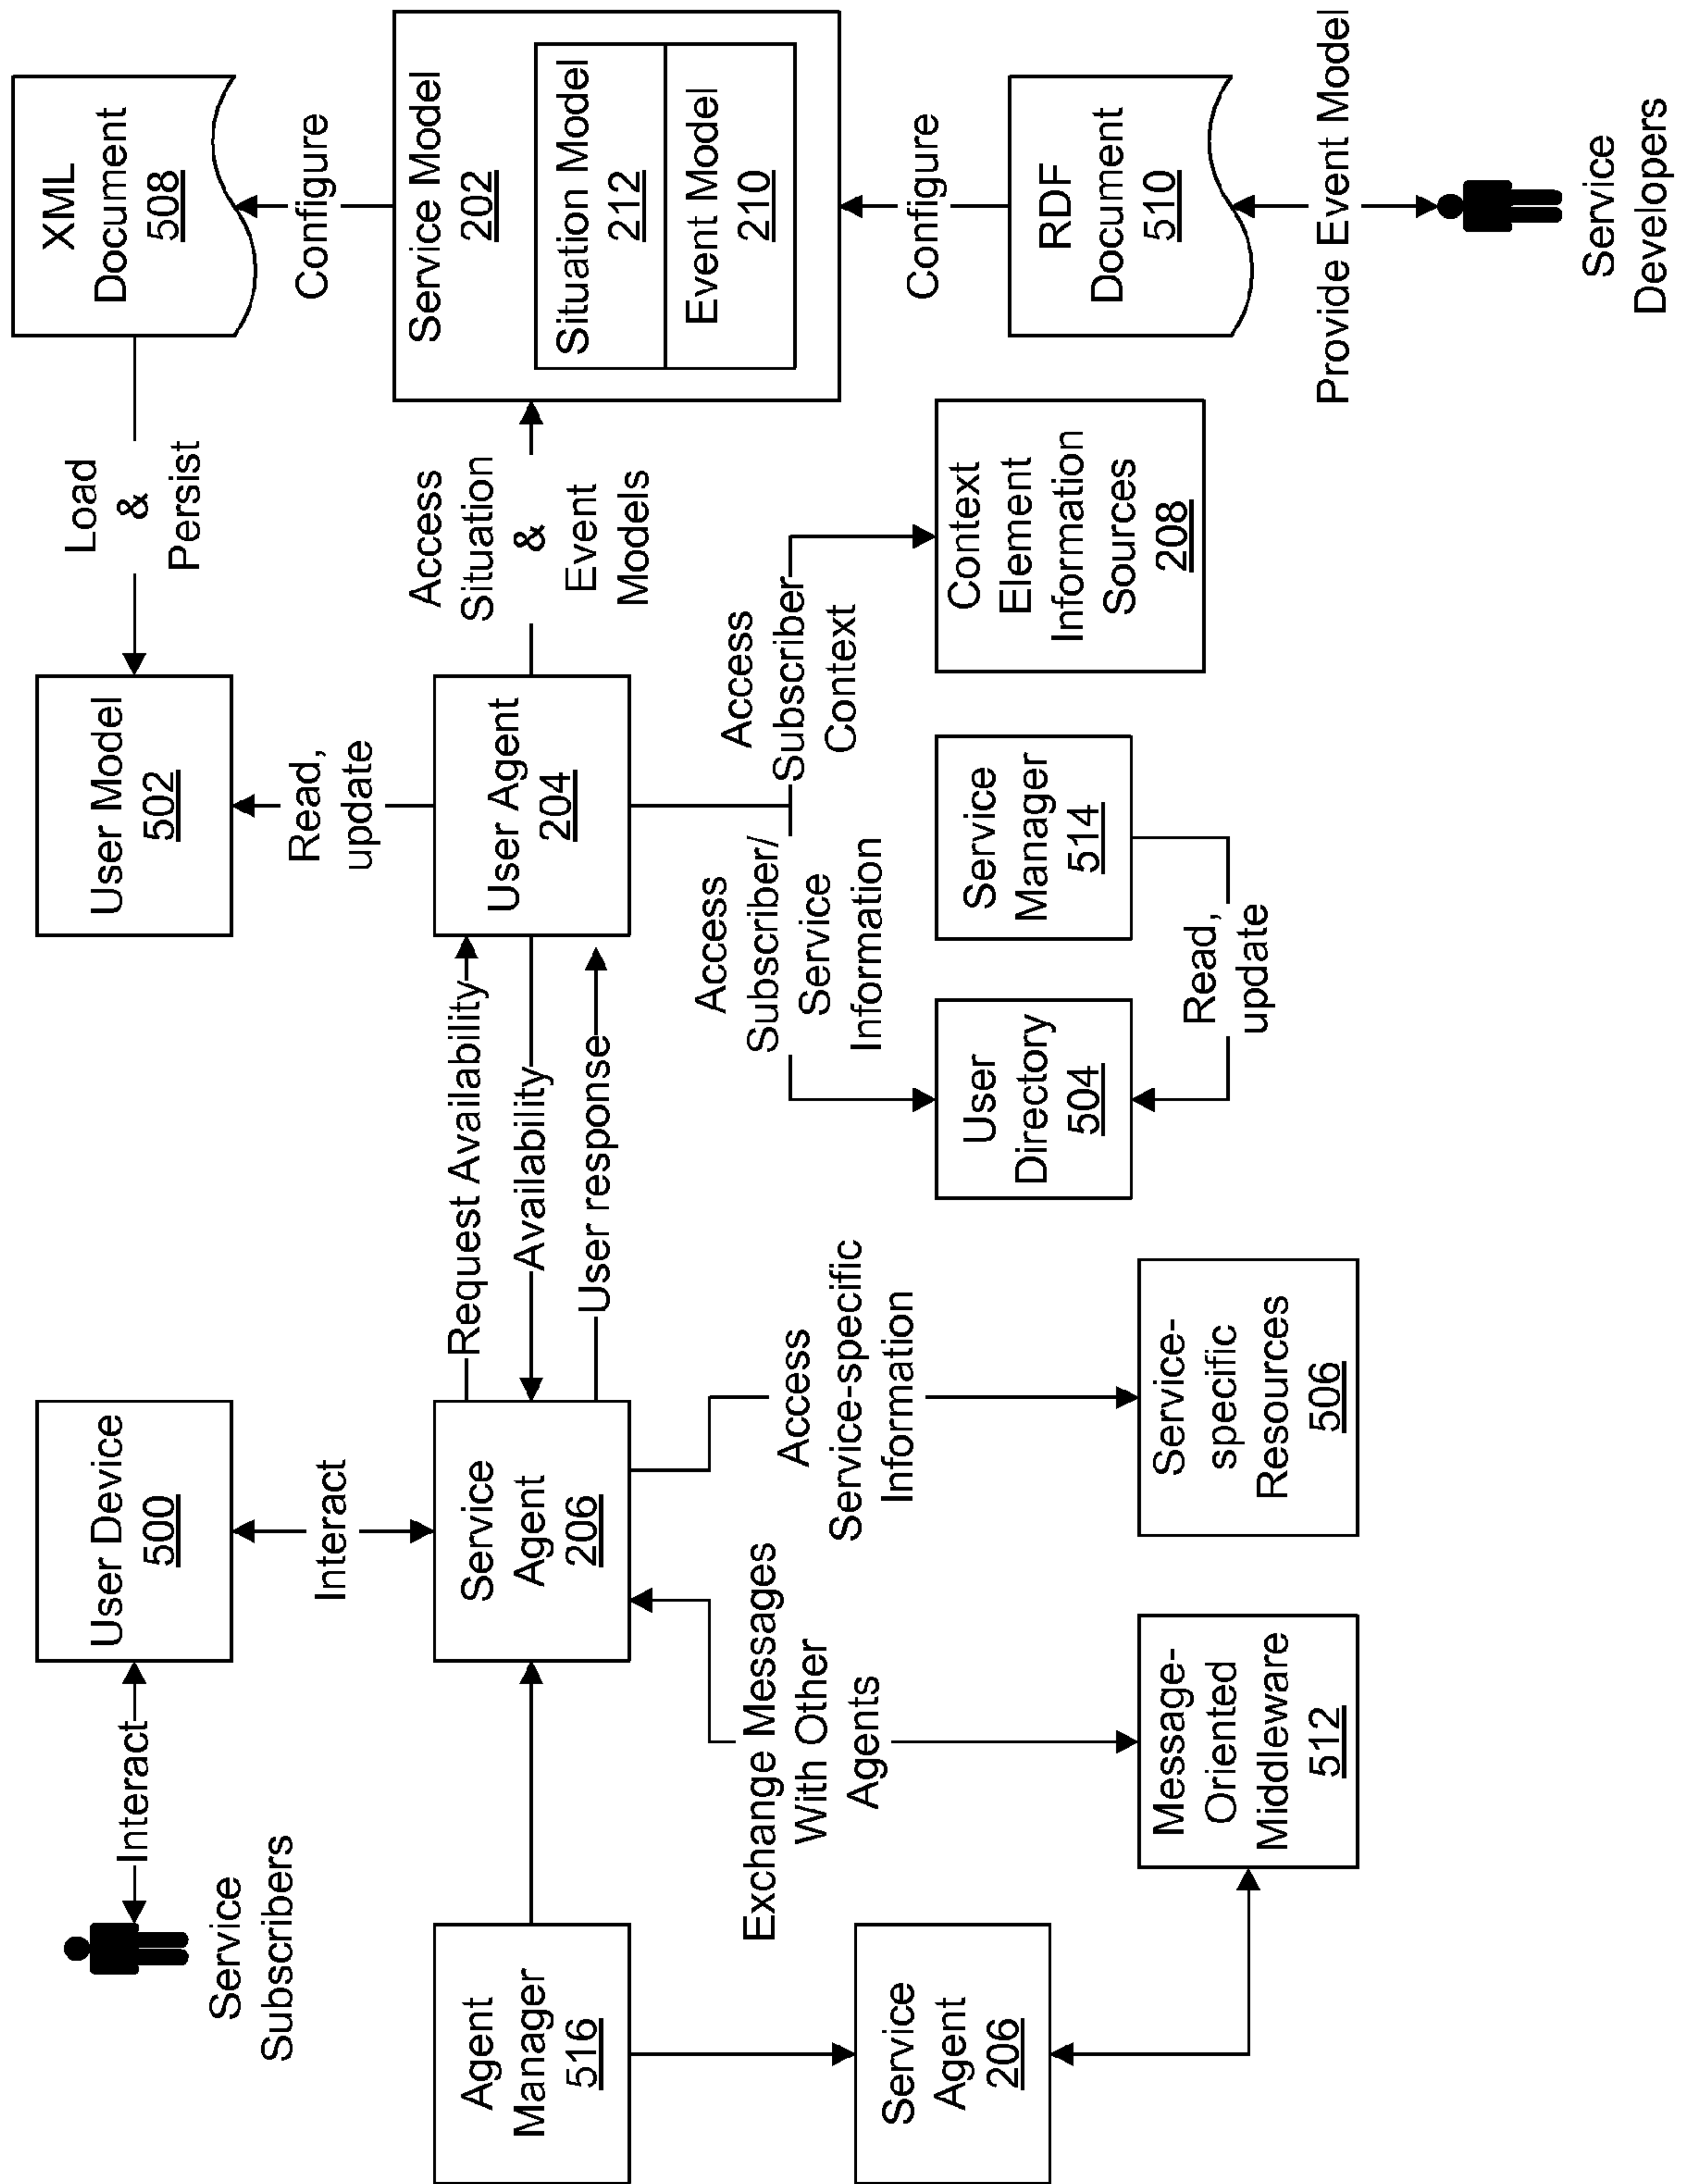 Service
Subscribers
Interact
User Device
500
Interact
User Model
502
Load
&
Persist
XML
Document
508
Configure
Read,
update
Agent
Manager
516
Service
Agent
206
Request Availability
Availability
User response
User Agent
204
Access
Situation
&
Event
Models
Service Model
202
Situation Model
212
Event Model
210
Exchange Messages
With Other
Agents
Access
Service-specific
Information
Access
Subscriber/
Service
Information
Access
Subscriber
Context
Configure
Service
Agent
206
User
Directory
504
Service
Manager
514
Context
Element
Information
Sources
208
RDF
Document
510
Message-
Oriented
Middleware
512
Service-
specific
Resources
506
Read,
update
Provide Event Model
Service
Developers